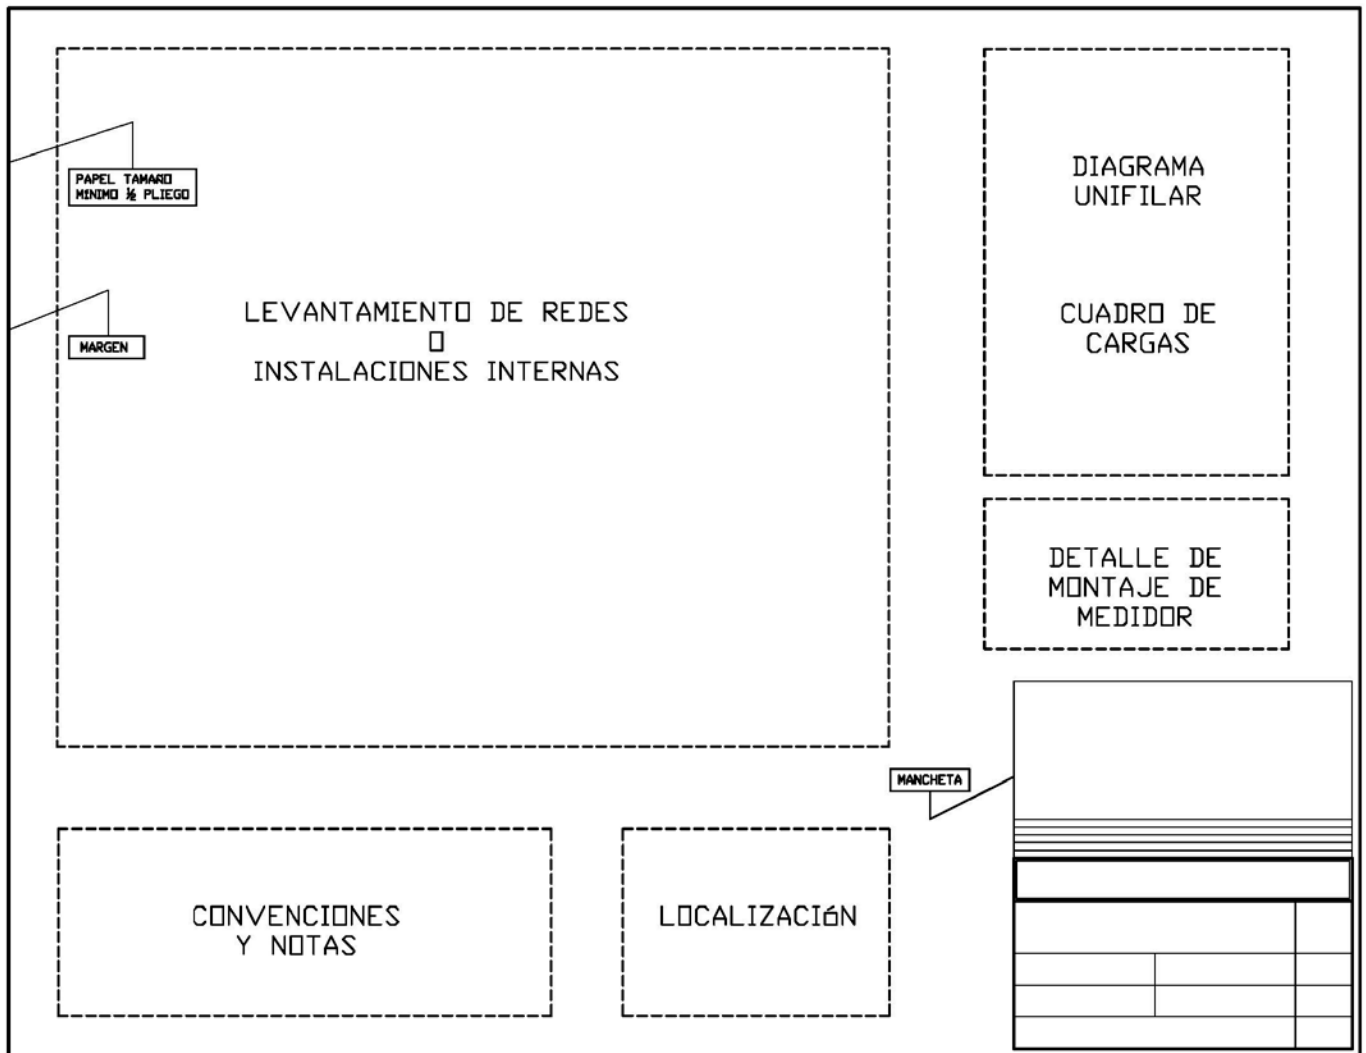 PAPEL TAMAÑO
MÍNIMO ½ PLIEGO
MARGEN
LEVANTAMIENTO DE REDES
O
INSTALACIONES INTERNAS
DIAGRAMA
UNIFILAR
CUADRO DE
CARGAS
DETALLE DE
MONTAJE DE
MEDIDOR
MANCHETA
CONVENCIONES
Y NOTAS
LOCALIZACIóN